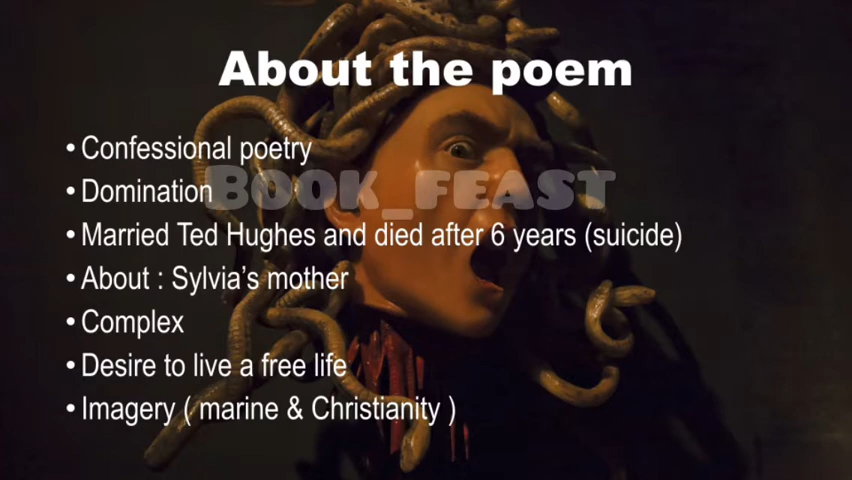 About the poem
• Confessional poetry
• Domination
BOOK_FEAST
• Married Ted Hughes and died after 6 years (suicide)
• About : Sylvia's mother
• Complex
• Desire to live a free life
• Imagery ( marine & Christianity )